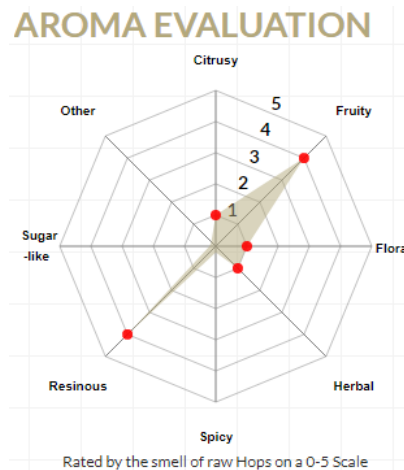 AROMA EVALUATION
Citrusy
5
Other
Fruity
4
3
2
1
Sugar
-like
Flora
Resinous
Herbal
Spicy
Rated by the smell of raw Hops on a 0-5 Scale